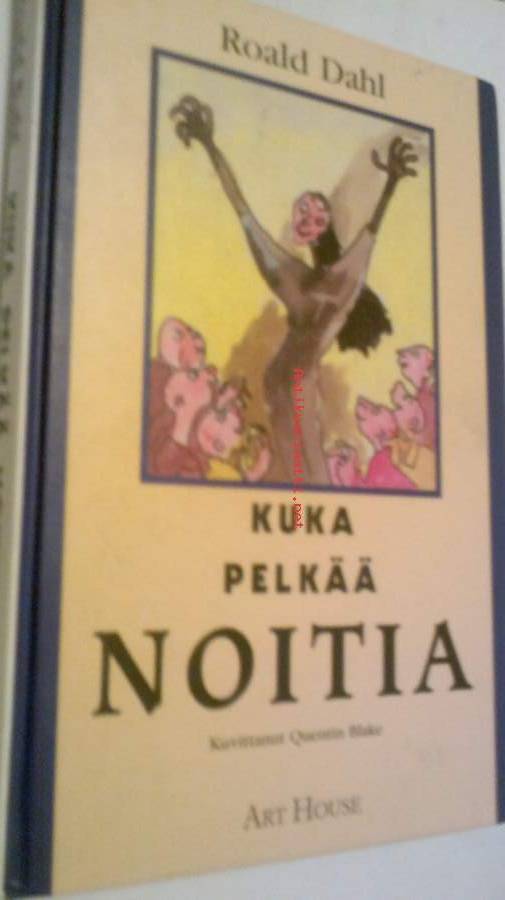 Roald Dahl
KUKA
PELKÄÄ
NOITIA
Kuvittanut Quentin Blake
ART HOUSE